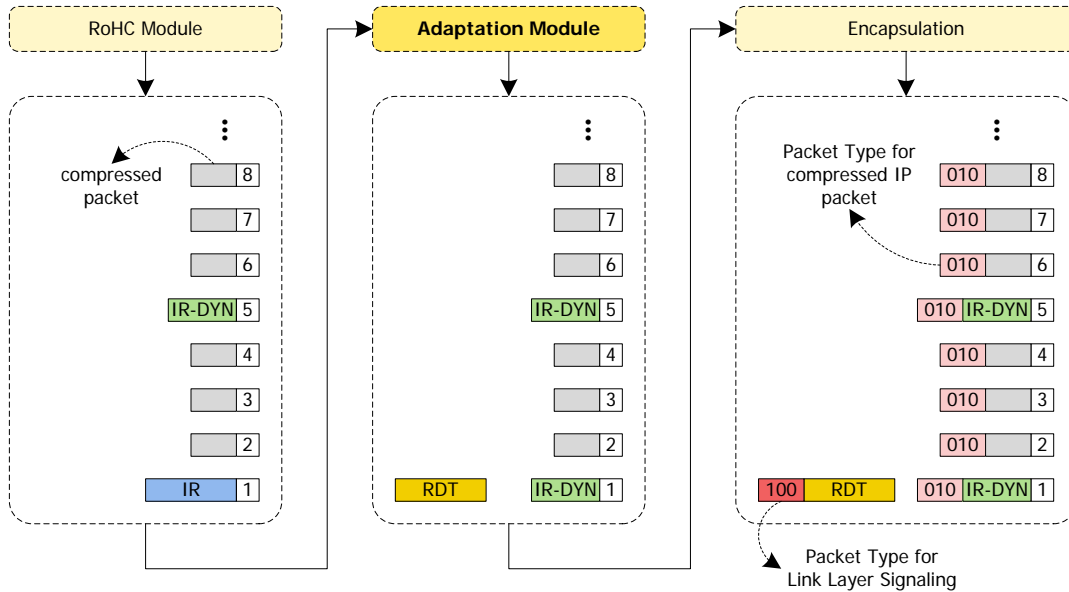 RoHC Module
Adaptation Module
Encapsulation
compressed
packet
8
7
6
IR-DYN 5
4
3
2
IR 1
8
7
6
IR-DYN 5
4
3
2
RDT IR-DYN 1
Packet Type for
compressed IP
packet
010 8
010 7
010 6
010 IR-DYN 5
010 4
010 3
010 2
100 RDT 010 IR-DYN 1
Packet Type for
Link Layer Signaling